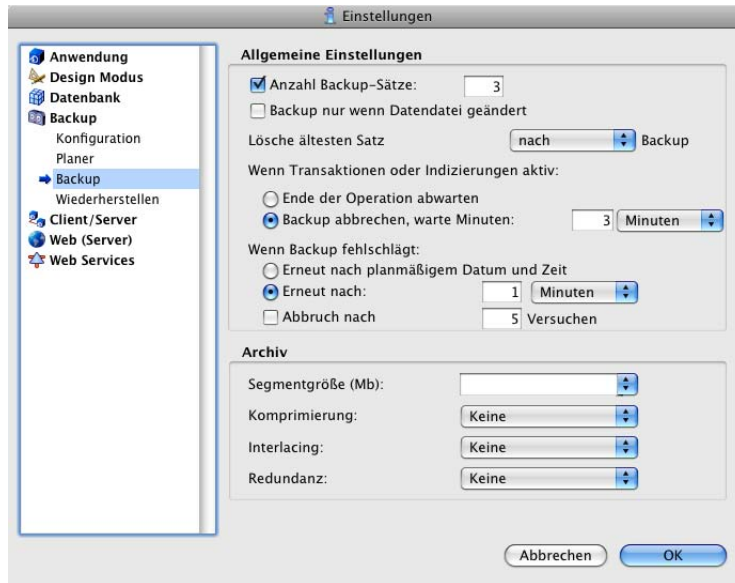 Einstellungen
Anwendung
Design Modus
Datenbank
Backup
Konfiguration
Planer
Backup
Wiederherstellen
Client/Server
Web (Server)
Web Services
Allgemeine Einstellungen
Anzahl Backup-Sätze: 3
Backup nur wenn Datendatei geändert
Lösche ältesten Satz nach Backup
Wenn Transaktionen oder Indizierungen aktiv:
Ende der Operation abwarten
Backup abbrechen, warte Minuten: 3 Minuten
Wenn Backup fehlschlägt:
Erneut nach planmäßigem Datum und Zeit
Erneut nach: 1 Minuten
Abbruch nach 5 Versuchen
Archiv
Segmentgröße (Mb):
Komprimierung: Keine
Interlacing: Keine
Redundanz: Keine
Abbrechen OK